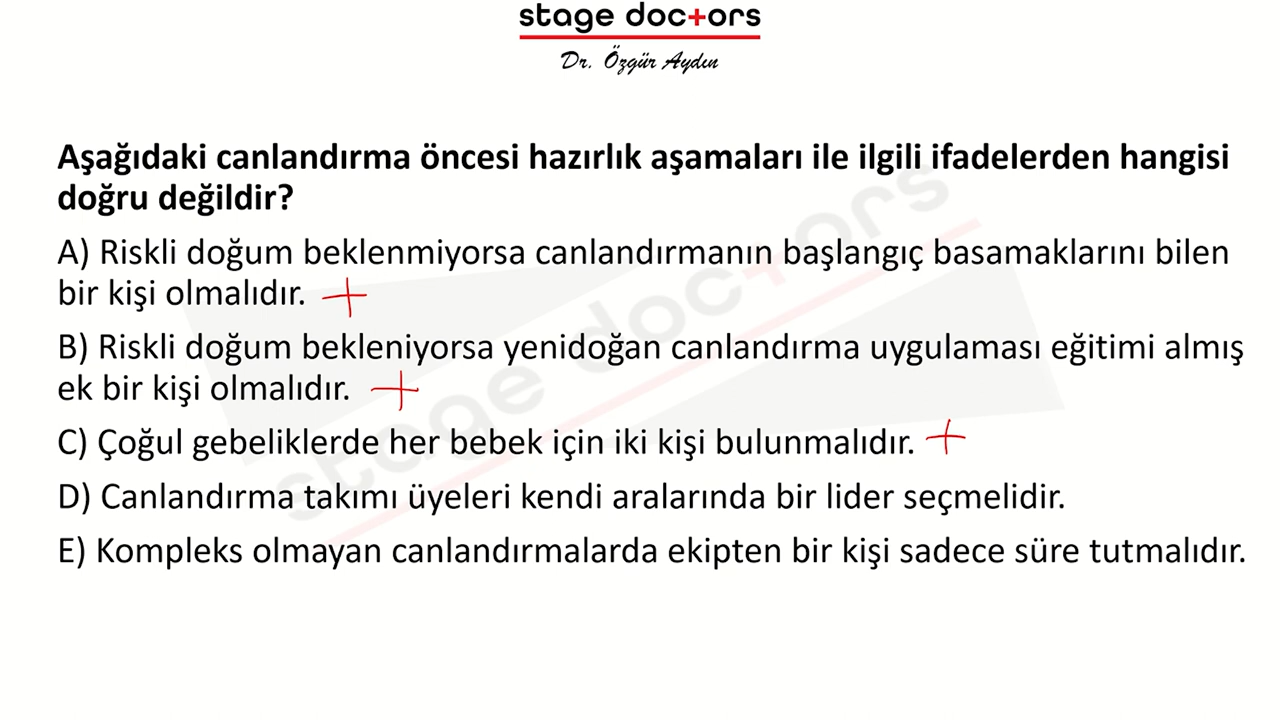 stage doctors
Dr. Özgür Aydın
Aşağıdaki canlandırma öncesi hazırlık aşamaları ile ilgili ifadelerden hangisi
doğru değildir?
A) Riskli doğum beklenmiyorsa canlandırmanın başlangıç basamaklarını bilen
bir kişi olmalıdır. +
B) Riskli doğum bekleniyorsa yenidoğan canlandırma uygulaması eğitimi almış
ek bir kişi olmalıdır. +
C) Çoğul gebeliklerde her bebek için iki kişi bulunmalıdır. +
D) Canlandırma takımı üyeleri kendi aralarında bir lider seçmelidir.
E) Kompleks olmayan canlandırmalarda ekipten bir kişi sadece süre tutmalıdır.
stage doctors